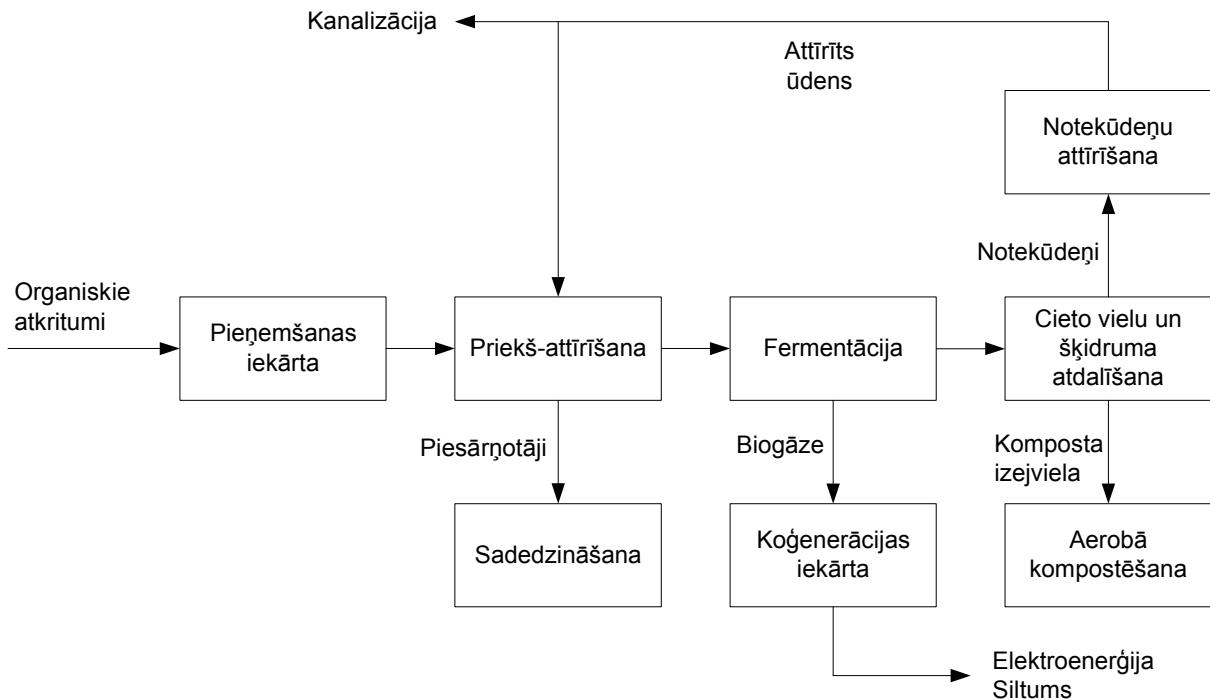 Kanalizācija
Attīrīts
ūdens
Notekūdeņu
attīrīšana
Notekūdeņi
Organiskie
atkritumi
Pieņemšanas
iekārta
Priekš-attīrīšana
Fermentācija
Cieto vielu un
šķidruma
atdalīšana
Piesārņotāji
Biogāze
Komposta
izejviela
Sadedzināšana
Koģenerācijas
iekārta
Aerobā
kompostēšana
Elektroenerģija
Siltums